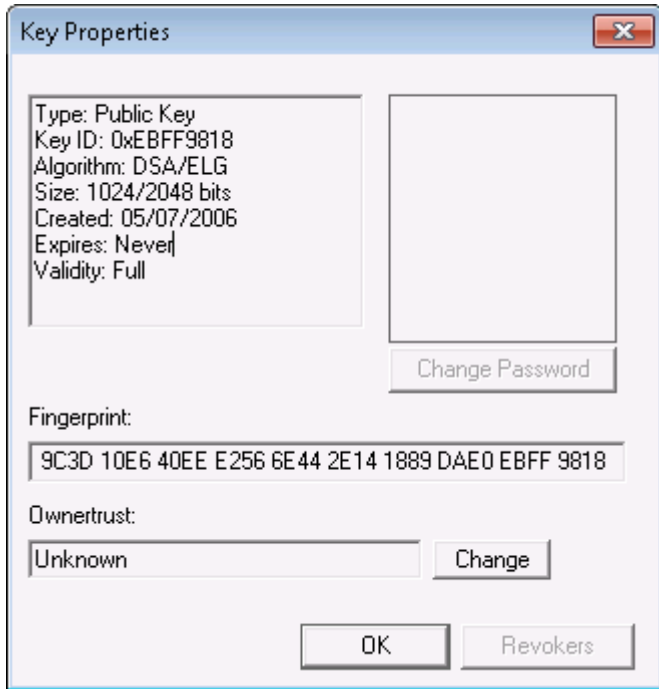 Key Properties
Type: Public Key
Key ID: 0xEBFF9818
Algorithm: DSA/ELG
Size: 1024/2048 bits
Created: 05/07/2006
Expires: Never
Validity: Full
Change Password
Fingerprint:
9C3D 10E6 40EE E256 6E44 2E14 1889 DAE0 EBFF 9818
Ownertrust:
Unknown
Change
OK
Revokers